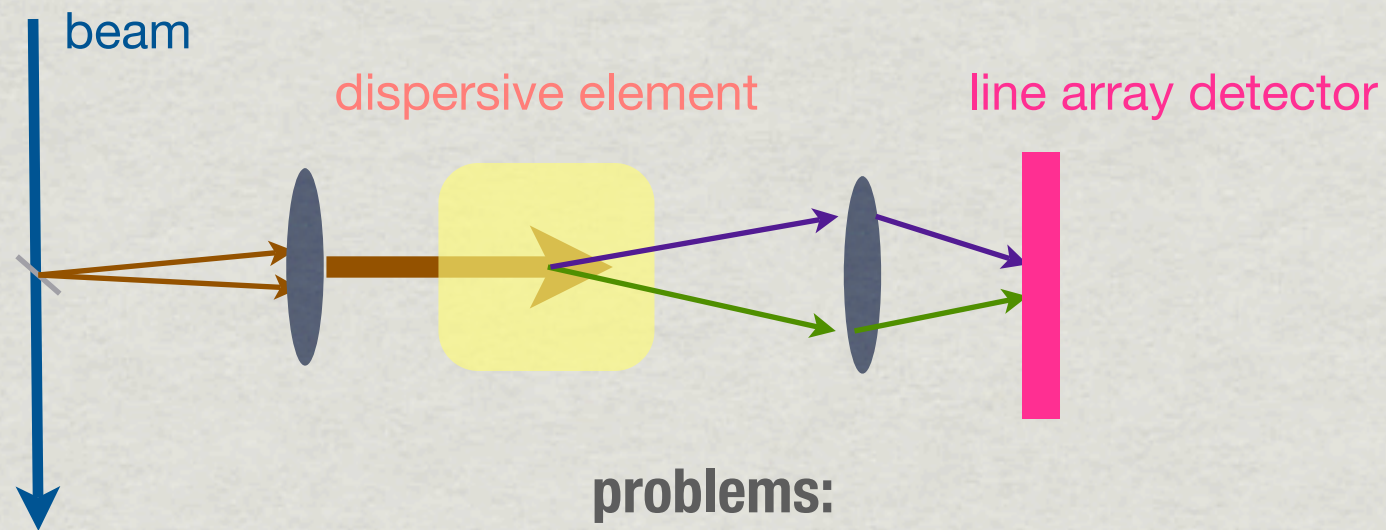 beam
dispersive element
line array detector
problems: